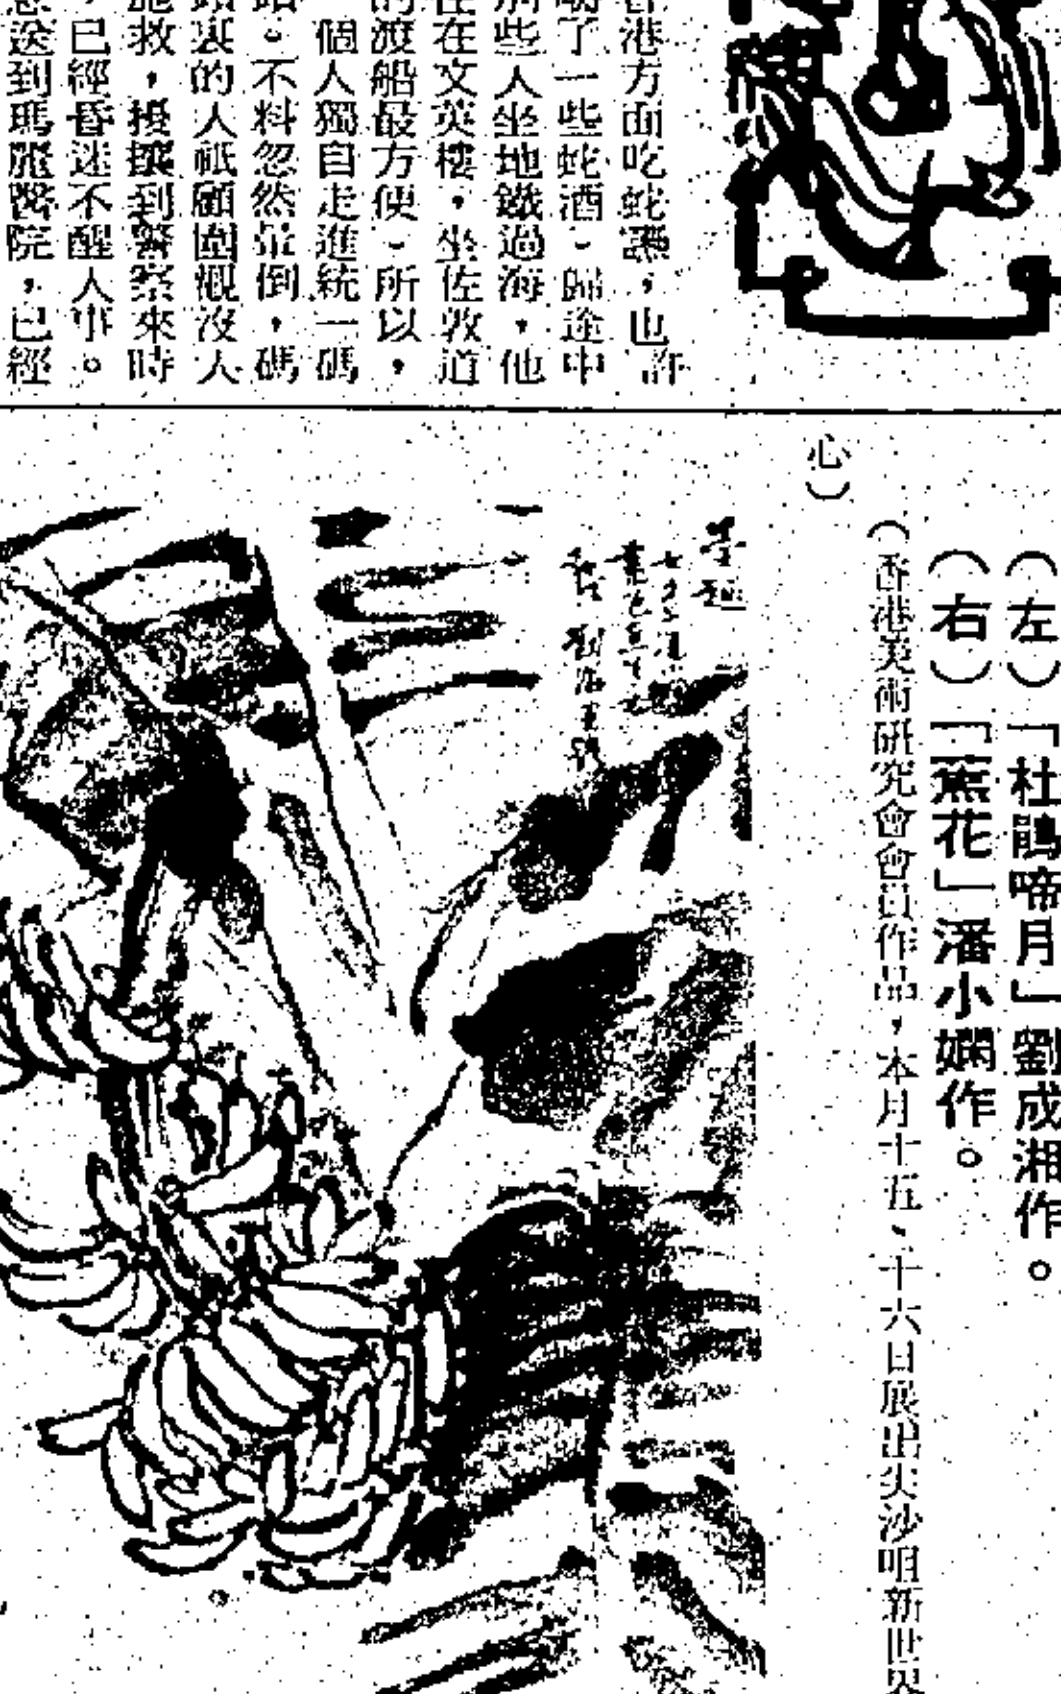 香港方面吃蛇讌，也許
喝了一些蛇酒。歸途中
別些人坐地鐵過海，他
住在文英樓，坐佐敦道
的渡船最方便。所以，
一個人獨自走進統一碼
路。不料忽然暈倒，碼
頭裏的人祇顧圍觀沒人
施救，擾攘到警察來時
，已經昏迷不醒人事。
送到瑪麗醫院，已經
（左）「杜鵑啼月」劉成湘作。
（右）「蕉花」潘小嫻作。
（香港美術研究會會員作品，本月十五、十六日展出尖沙咀新世界
心）